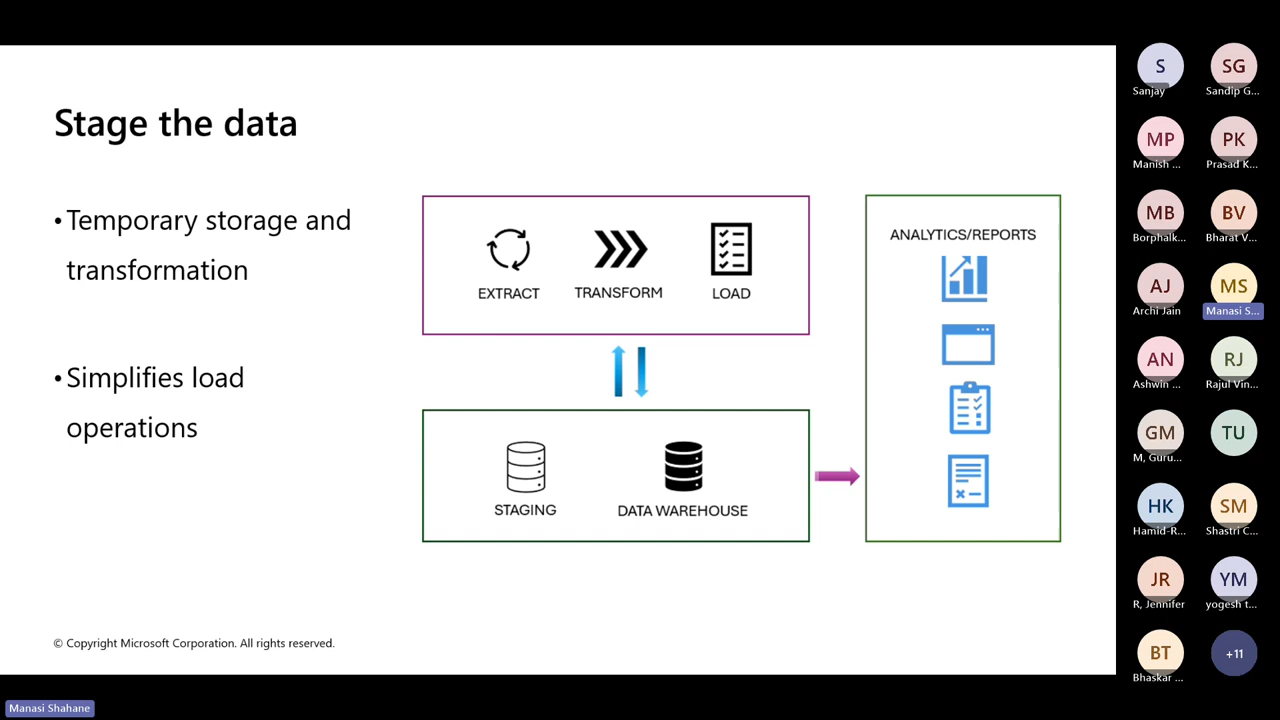 Stage the data
• Temporary storage and
transformation
• Simplifies load
operations
EXTRACT
TRANSFORM
LOAD
STAGING
DATA WAREHOUSE
ANALYTICS/REPORTS
© Copyright Microsoft Corporation. All rights reserved.
Manasi Shahane
S
Sanjay
SG
Sandip G...
MP
Manish ...
PK
Prasad K...
MB
Borphalk...
BV
Bharat V...
AJ
Archi Jain
MS
Manasi S...
AN
Ashwin ...
RJ
Rajul Vin...
GM
M, Guru...
TU
HK
Hamid-R...
SM
Shastri C...
JR
R, Jennifer
YM
yogesh t...
BT
Bhaskar ...
+11